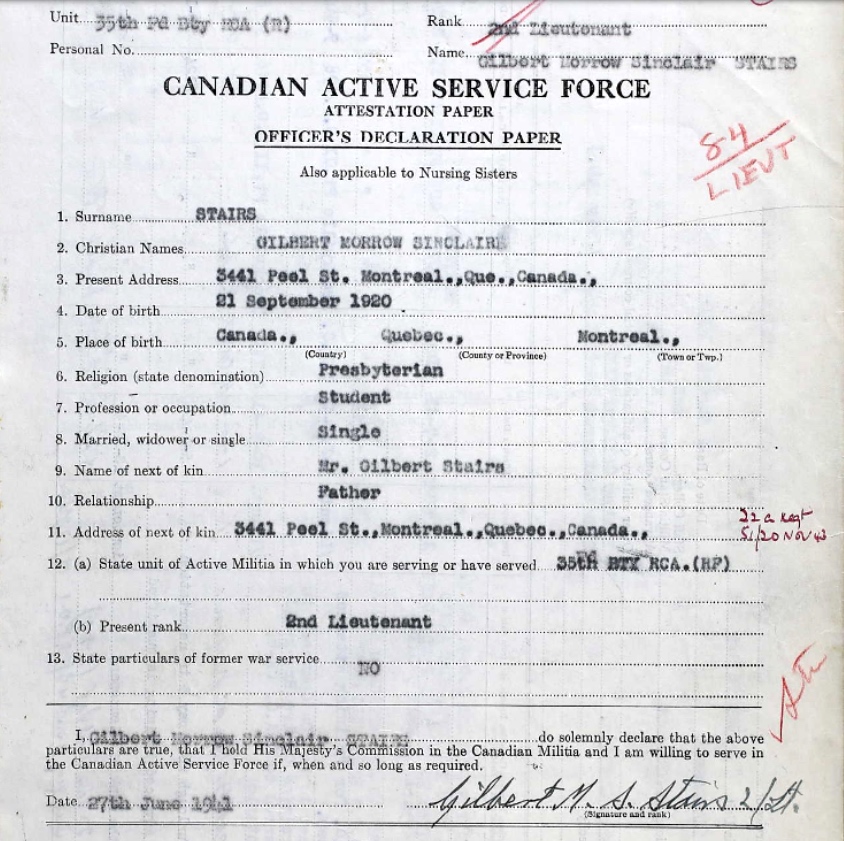 Unit 35th Fd Bty RCA (R) Rank 2nd Lieutenant
Personal No. Name Gilbert Morrow Sinclair STAIRS
CANADIAN ACTIVE SERVICE FORCE
ATTESTATION PAPER
OFFICER'S DECLARATION PAPER
Also applicable to Nursing Sisters
84
LIEUT
1. Surname STAIRS
2. Christian Names GILBERT MORROW SINCLAIRE
3. Present Address 3441 Peel St. Montreal.,Que.,Canada.,
4. Date of birth 21 September 1920
5. Place of birth Canada., Quebec., Montreal.,
(Country) (County or Province) (Town or Twp.)
6. Religion (state denomination) Presbyterian
7. Profession or occupation Student
8. Married, widower or single Single
9. Name of next of kin Mr. Gilbert Stairs
10. Relationship Father
11. Address of next of kin 3441 Peel St.,Montreal.,Quebec.,Canada.,
51/20 NOV 43
12. (a) State unit of Active Militia in which you are serving or have served 35th BTY RCA.(RF)
(b) Present rank 2nd Lieutenant
13. State particulars of former war service NO
I, Gilbert Morrow Sinclair STAIRS do solemnly declare that the above
particulars are true, that I hold His Majesty's Commission in the Canadian Militia and I am willing to serve in
the Canadian Active Service Force if, when and so long as required.
Date 27th June 1941 Gilbert M. S. Stairs 2/Lt.
(Signature and rank)